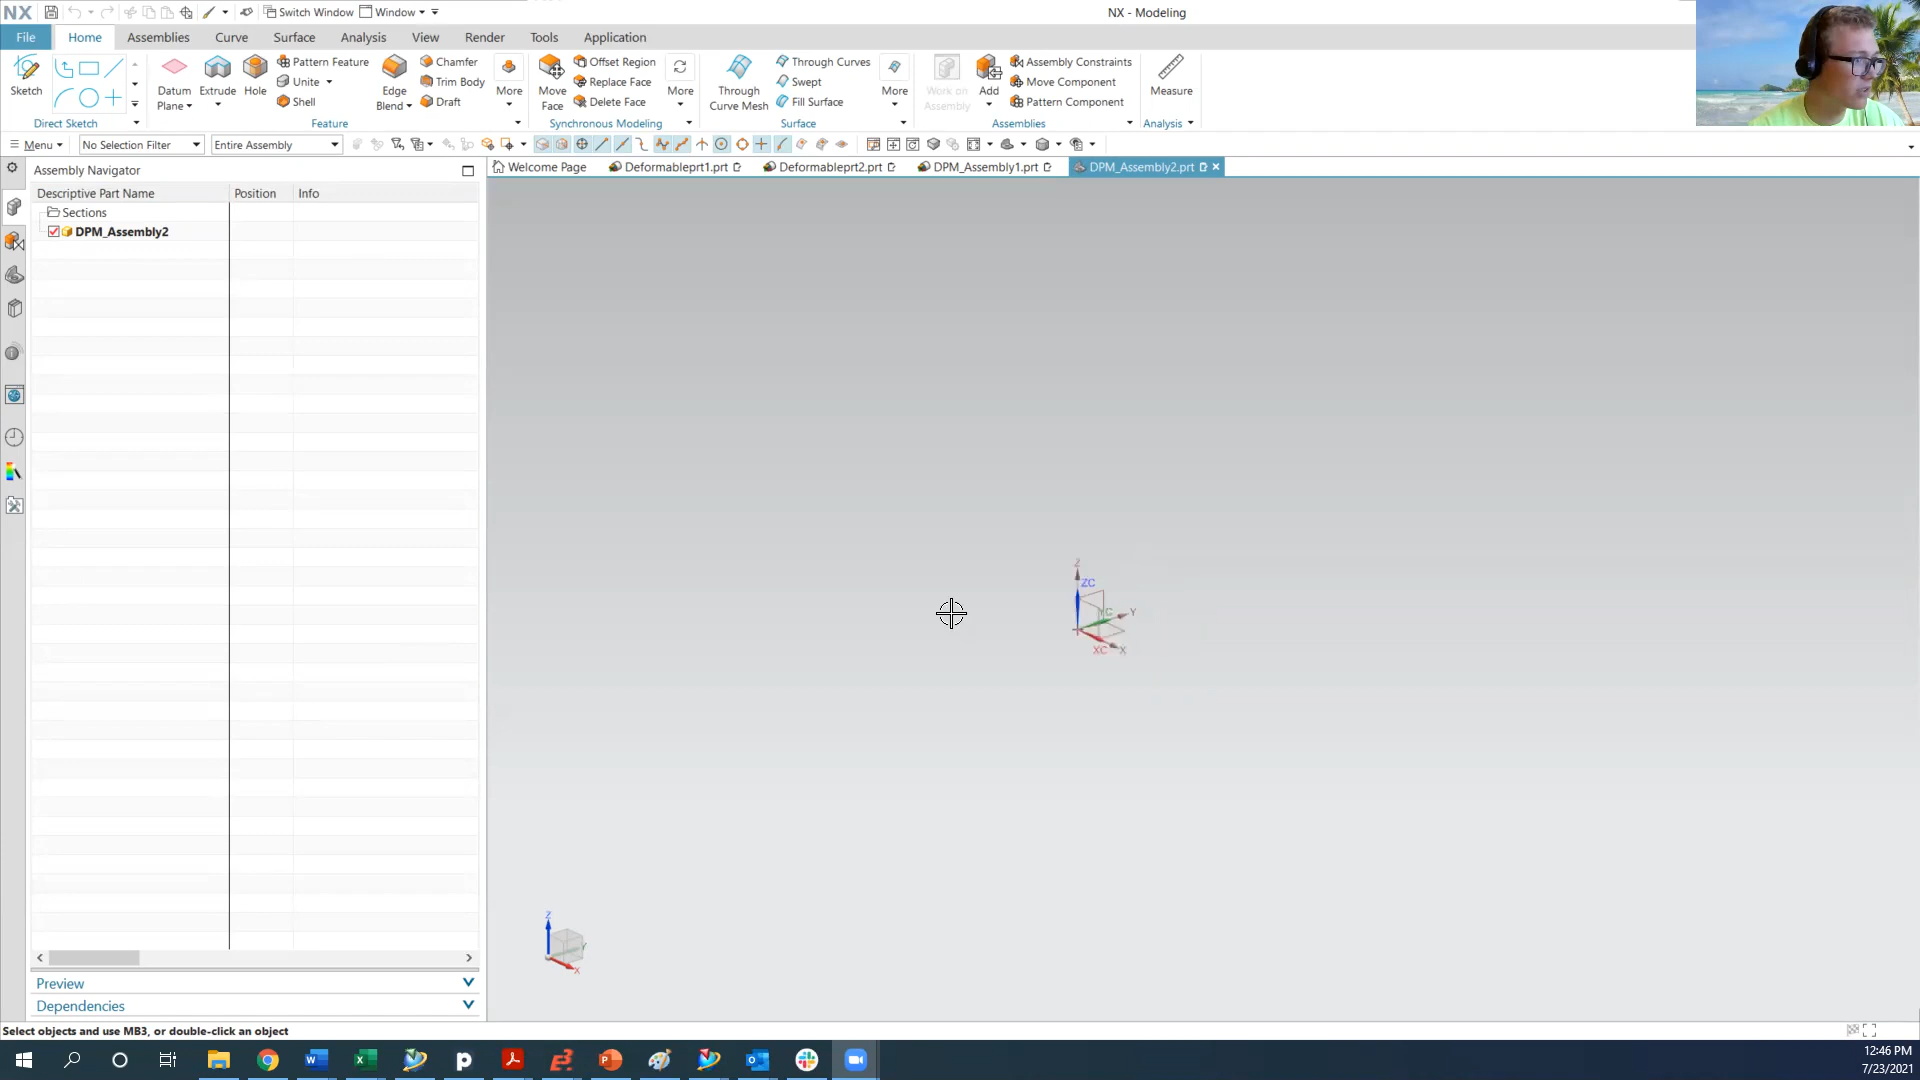 NX Switch Window Window NX - Modeling
File Home Assemblies Curve Surface Analysis View Render Tools Application
Sketch
Direct Sketch
Datum Plane
Extrude
Hole
Pattern Feature
Unite
Shell
Edge Blend
Chamfer
Trim Body
Draft
More
Feature
Move Face
Offset Region
Replace Face
Delete Face
More
Synchronous Modeling
Through Curve Mesh
Through Curves
Swept
Fill Surface
More
Surface
Work on Assembly
Add
Assembly Constraints
Move Component
Pattern Component
Assemblies
Measure
Analysis
Menu No Selection Filter Entire Assembly
Assembly Navigator
Welcome Page Deformableprt1.prt Deformableprt2.prt DPM_Assembly1.prt DPM_Assembly2.prt
Descriptive Part Name Position Info
Sections
DPM_Assembly2
Z
ZC
Y
XC X
Z
Y
X
Preview
Dependencies
Select objects and use MB3, or double-click an object
12:46 PM
7/23/2021